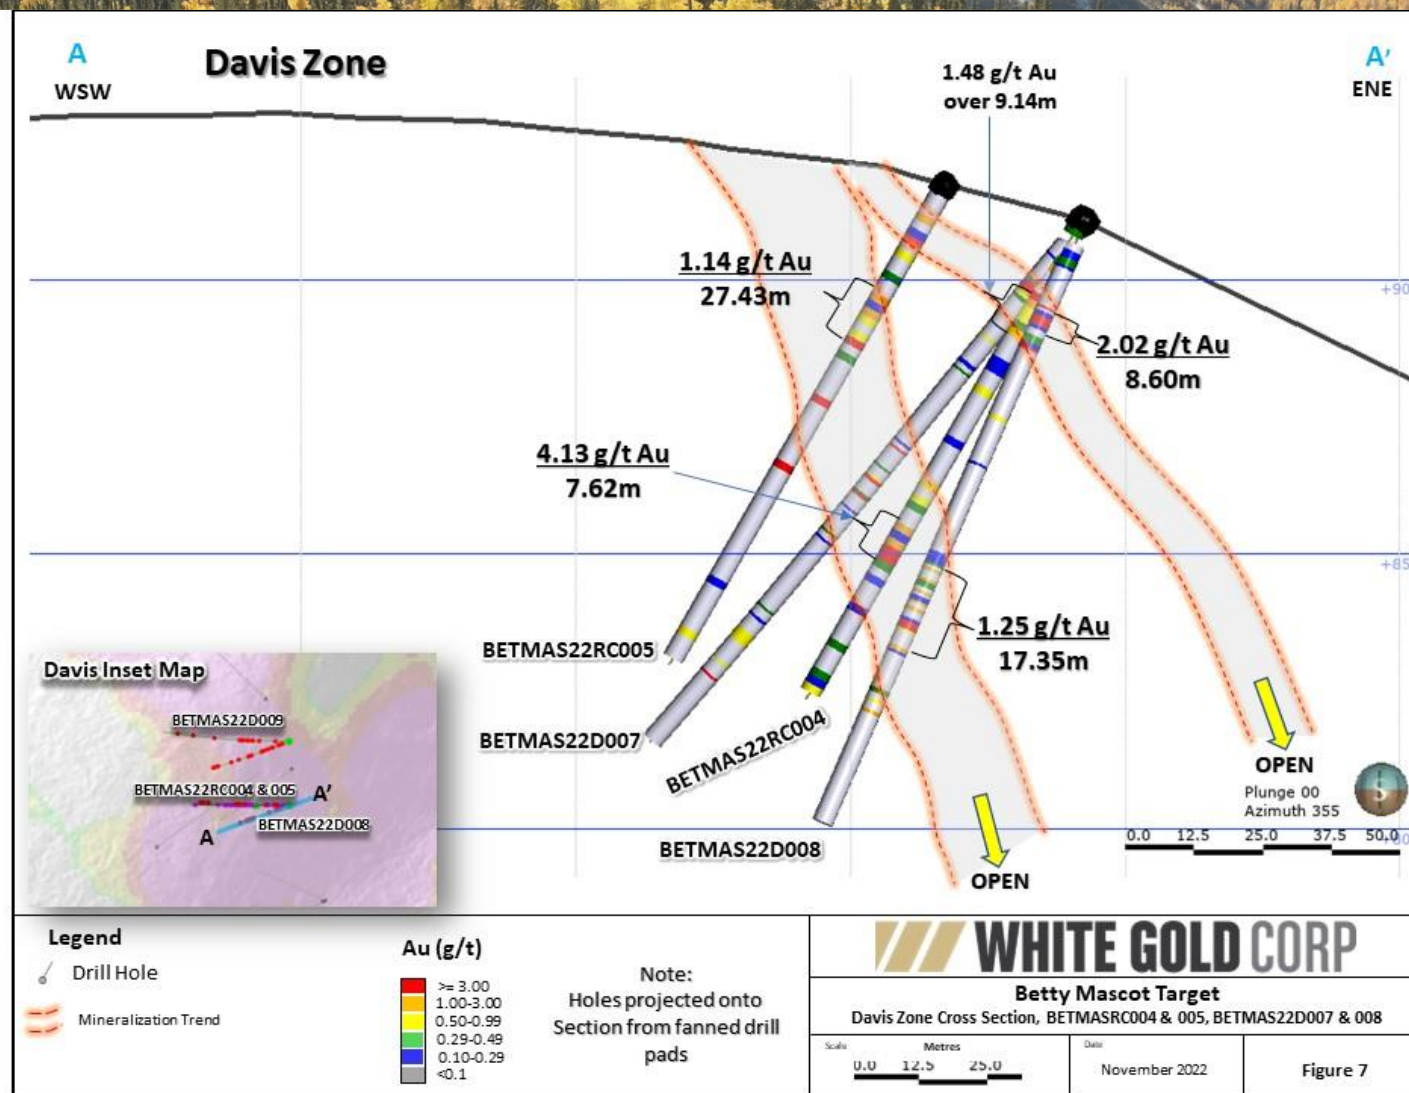 A
WSW
Davis Zone
1.48 g/t Au
over 9.14m
A'
ENE
1.14 g/t Au
27.43m
+90
2.02 g/t Au
8.60m
4.13 g/t Au
7.62m
+85
1.25 g/t Au
17.35m
BETMAS22RC005
BETMAS22D007
BETMAS22RC004
BETMAS22D008
OPEN
OPEN
Plunge 00
Azimuth 355
0.0 12.5 25.0 37.5 50.0
Davis Inset Map
BETMAS22D009
BETMAS22RC004 & 005
A'
A
BETMAS22D008
Legend
Drill Hole
Mineralization Trend
Au (g/t)
>= 3.00
1.00-3.00
0.50-0.99
0.29-0.49
0.10-0.29
<0.1
Note:
Holes projected onto
Section from fanned drill
pads
WHITE GOLD CORP
Betty Mascot Target
Davis Zone Cross Section, BETMASRC004 & 005, BETMAS22D007 & 008
Scale
Metres
0.0 12.5 25.0
Date
November 2022
Figure 7